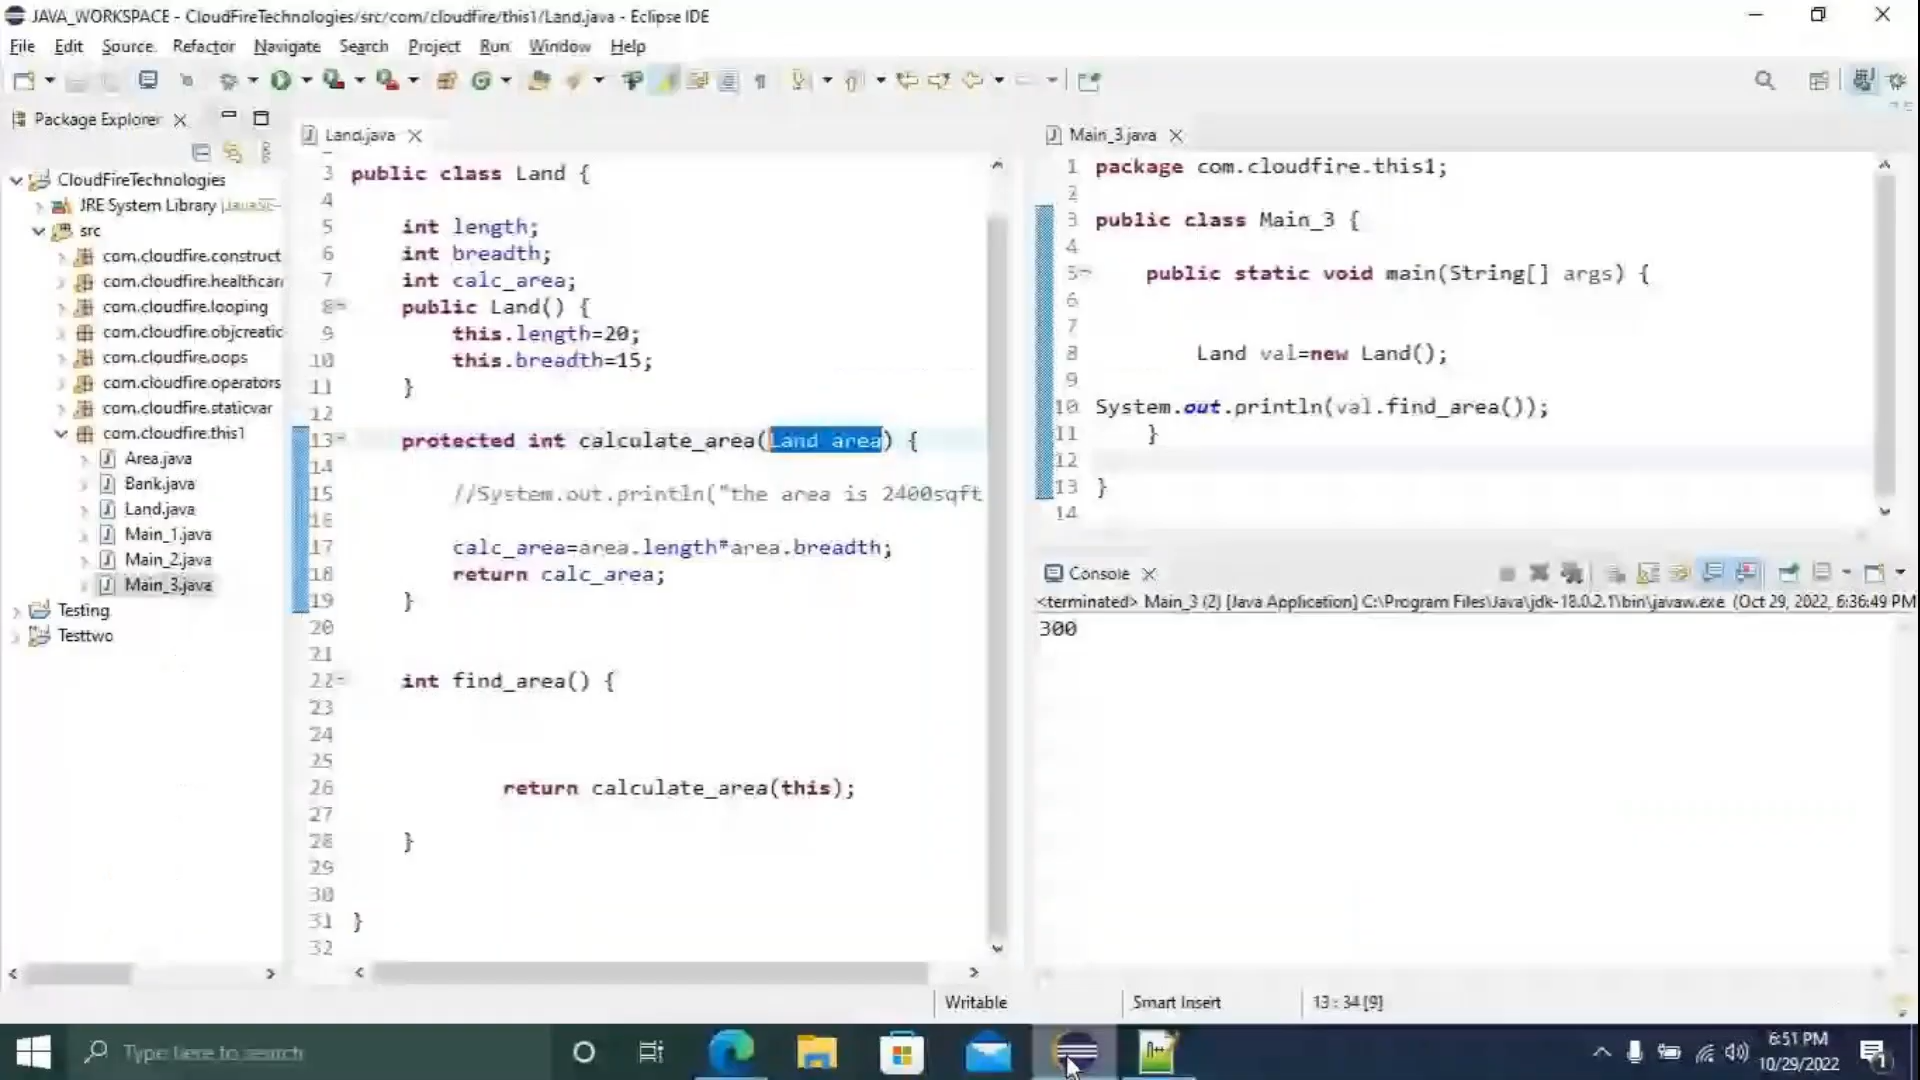 JAVA_WORKSPACE - CloudFireTechnologies/src/com/cloudfire/this1/Land.java - Eclipse IDE
File Edit Source Refactor Navigate Search Project Run Window Help
Package Explorer
CloudFireTechnologies
JRE System Library
src
com.cloudfire.construct
com.cloudfire.healthcar
com.cloudfire.looping
com.cloudfire.objcreatic
com.cloudfire.oops
com.cloudfire.operators
com.cloudfire.staticvar
com.cloudfire.this1
Area.java
Bank.java
Land.java
Main_1.java
Main_2.java
Main_3.java
Testing
Testtwo
Land.java
3 public class Land {
4
5 int length;
6 int breadth;
7 int calc_area;
8 public Land() {
9 this.length=20;
10 this.breadth=15;
11 }
12
13 protected int calculate_area(Land area) {
14
15 //System.out.println("the area is 2400sqft
16
17 calc_area=area.length*area.breadth;
18 return calc_area;
19 }
20
21
22 int find_area() {
23
24
25
26 return calculate_area(this);
27
28 }
29
30
31 }
32
Main_3.java
1 package com.cloudfire.this1;
2
3 public class Main_3 {
4
5 public static void main(String[] args) {
6
7
8 Land val=new Land();
9
10 System.out.println(val.find_area());
11 }
12
13 }
14
Console
<terminated> Main_3 (2) [Java Application] C:\Program Files\Java\jdk-18.0.2.1\bin\javaw.exe (Oct 29, 2022, 6:36:49 PM
300
Writable Smart Insert 13 : 34 [9]
Type here to search
6:51 PM
10/29/2022
1